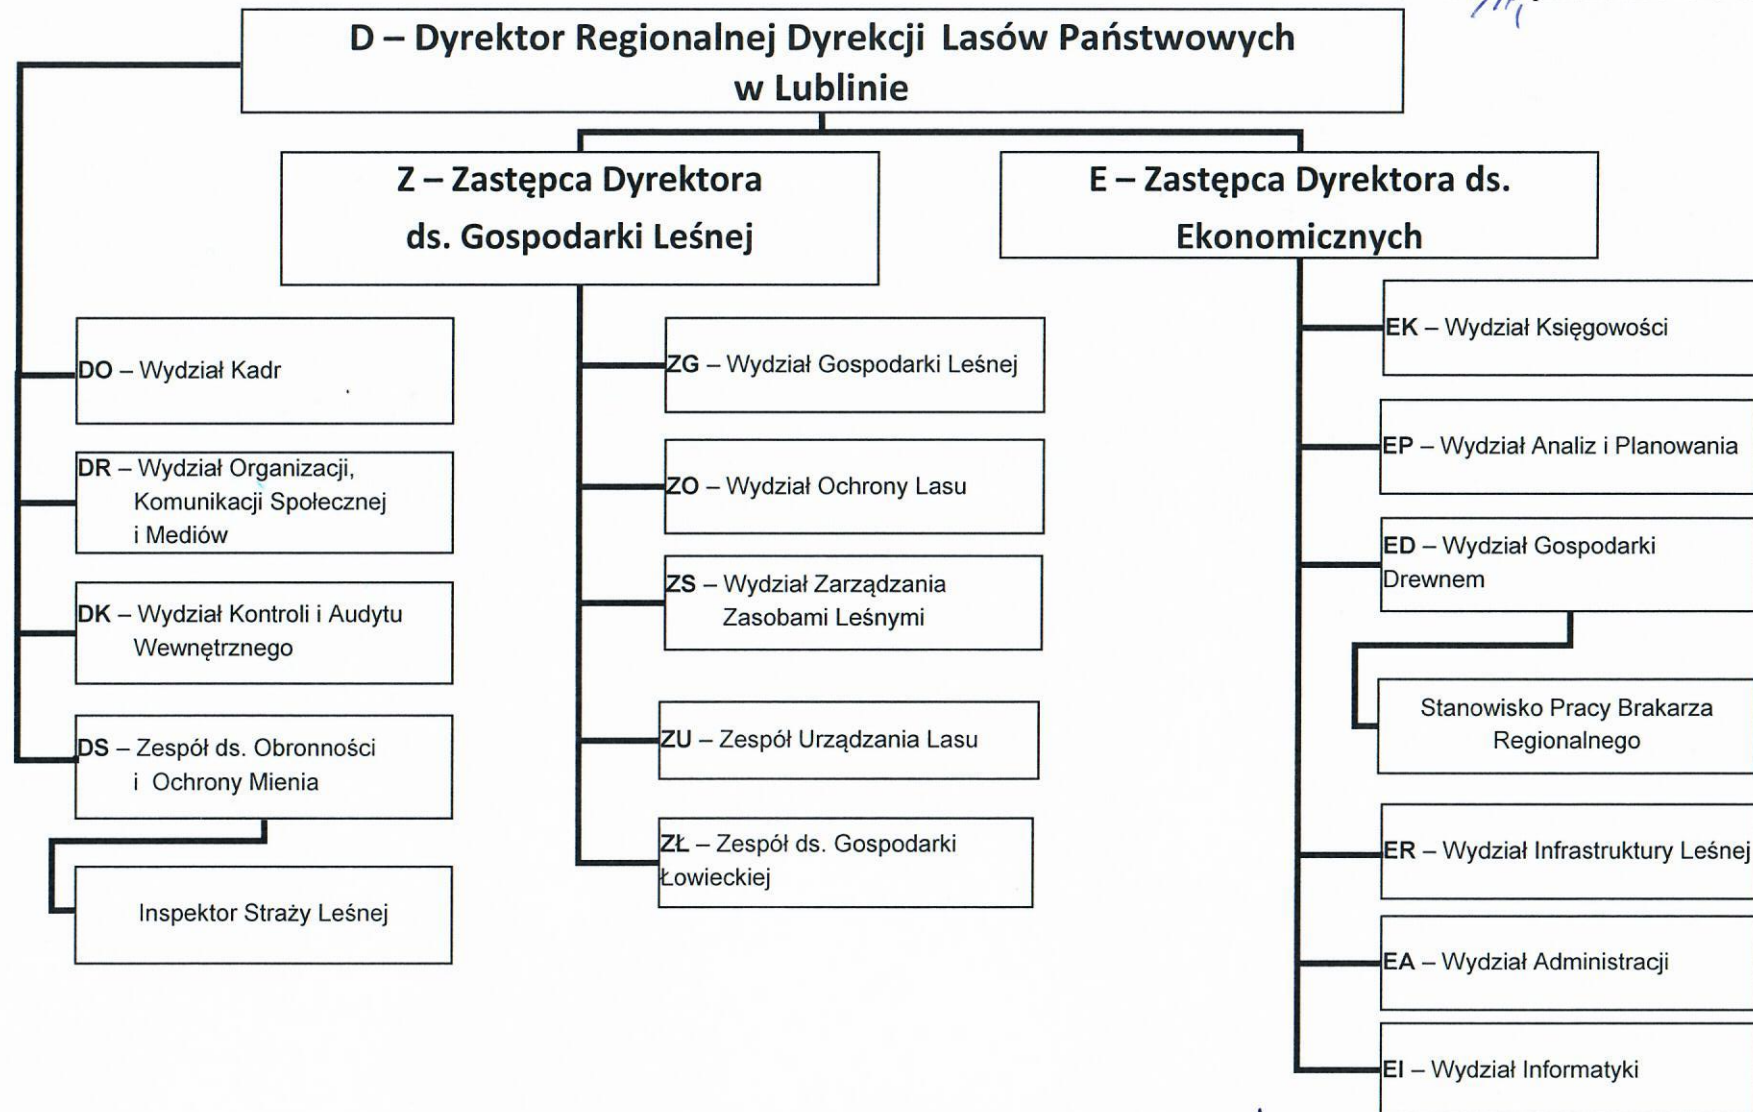 D – Dyrektor Regionalnej Dyrekcji Lasów Państwowych
w Lublinie
Z – Zastępca Dyrektora
ds. Gospodarki Leśnej
E – Zastępca Dyrektora ds.
Ekonomicznych
DO – Wydział Kadr
DR – Wydział Organizacji,
Komunikacji Społecznej
i Mediów
DK – Wydział Kontroli i Audytu
Wewnętrznego
DS – Zespół ds. Obronności
i Ochrony Mienia
Inspektor Straży Leśnej
ZG – Wydział Gospodarki Leśnej
ZO – Wydział Ochrony Lasu
ZS – Wydział Zarządzania
Zasobami Leśnymi
ZU – Zespół Urządzania Lasu
ZŁ – Zespół ds. Gospodarki
Łowieckiej
EK – Wydział Księgowości
EP – Wydział Analiz i Planowania
ED – Wydział Gospodarki
Drewnem
Stanowisko Pracy Brakarza
Regionalnego
ER – Wydział Infrastruktury Leśnej
EA – Wydział Administracji
EI – Wydział Informatyki